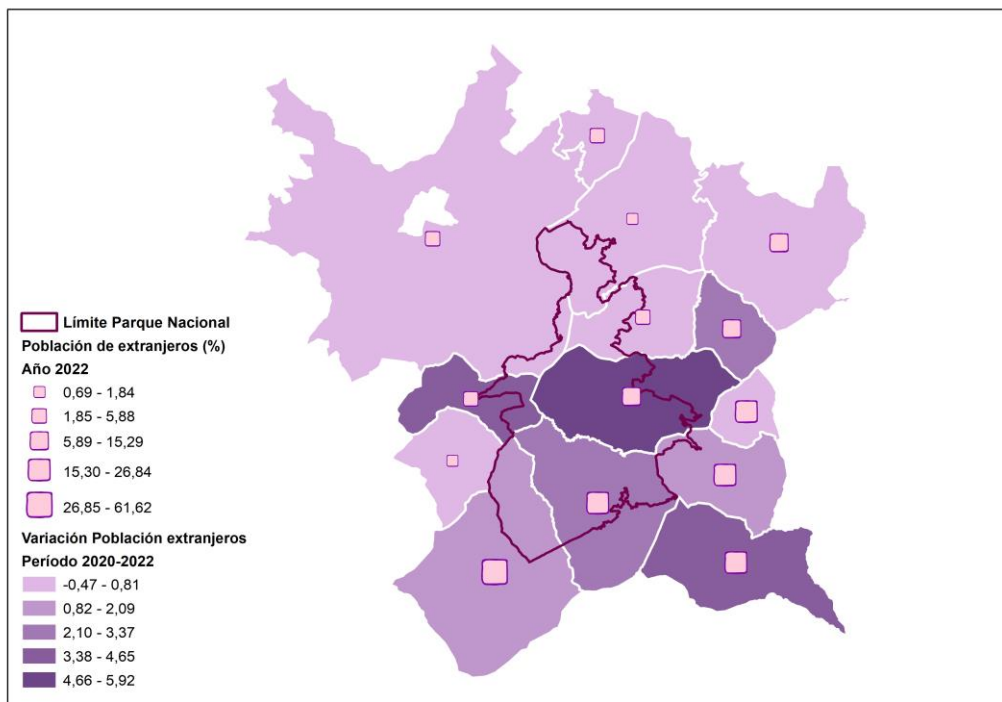 Límite Parque Nacional
Población de extranjeros (%)
Año 2022
0,69 - 1,84
1,85 - 5,88
5,89 - 15,29
15,30 - 26,84
26,85 - 61,62
Variación Población extranjeros
Período 2020-2022
-0,47 - 0,81
0,82 - 2,09
2,10 - 3,37
3,38 - 4,65
4,66 - 5,92